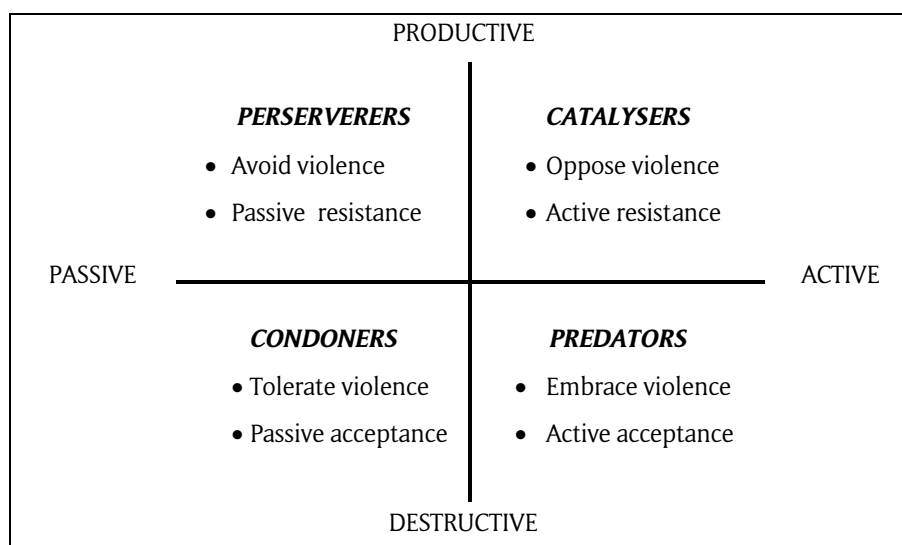 PRODUCTIVE
PERSERVERERS
• Avoid violence
• Passive resistance
CATALYSERS
• Oppose violence
• Active resistance
PASSIVE
ACTIVE
CONDONERS
• Tolerate violence
• Passive acceptance
PREDATORS
• Embrace violence
• Active acceptance
DESTRUCTIVE